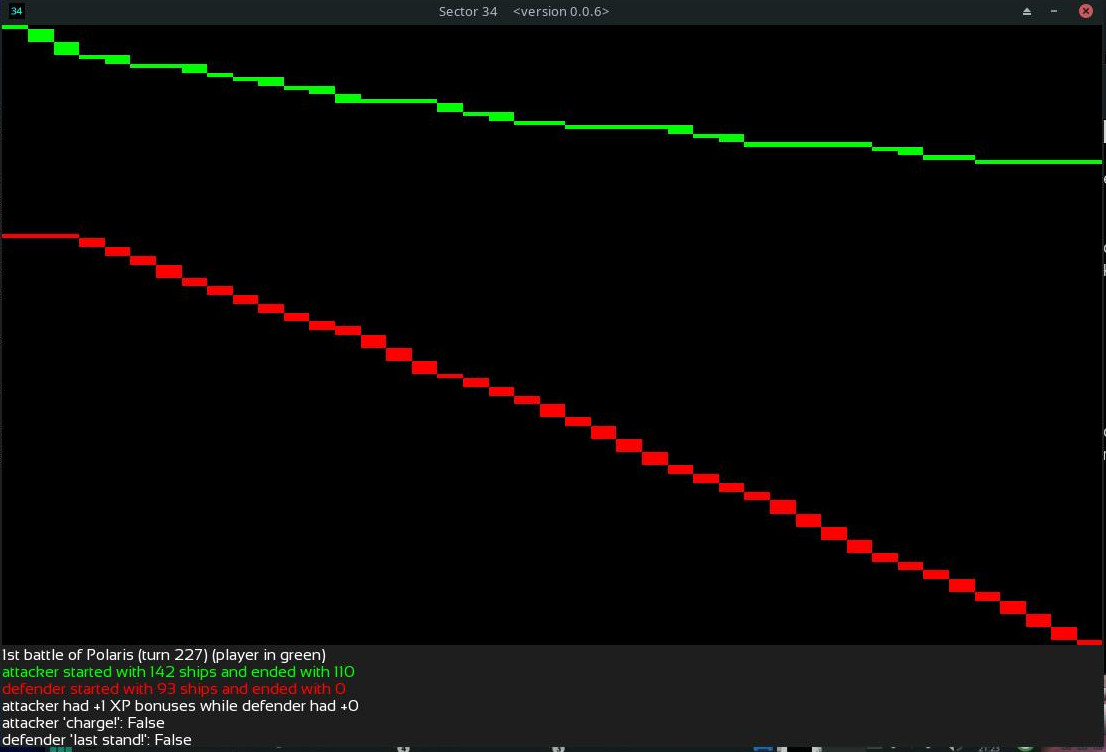 34
Sector 34 <version 0.0.6>
1st battle of Polaris (turn 227) (player in green)
attacker started with 142 ships and ended with 110
defender started with 93 ships and ended with 0
attacker had +1 XP bonuses while defender had +0
attacker 'charge!': False
defender 'last stand!': False